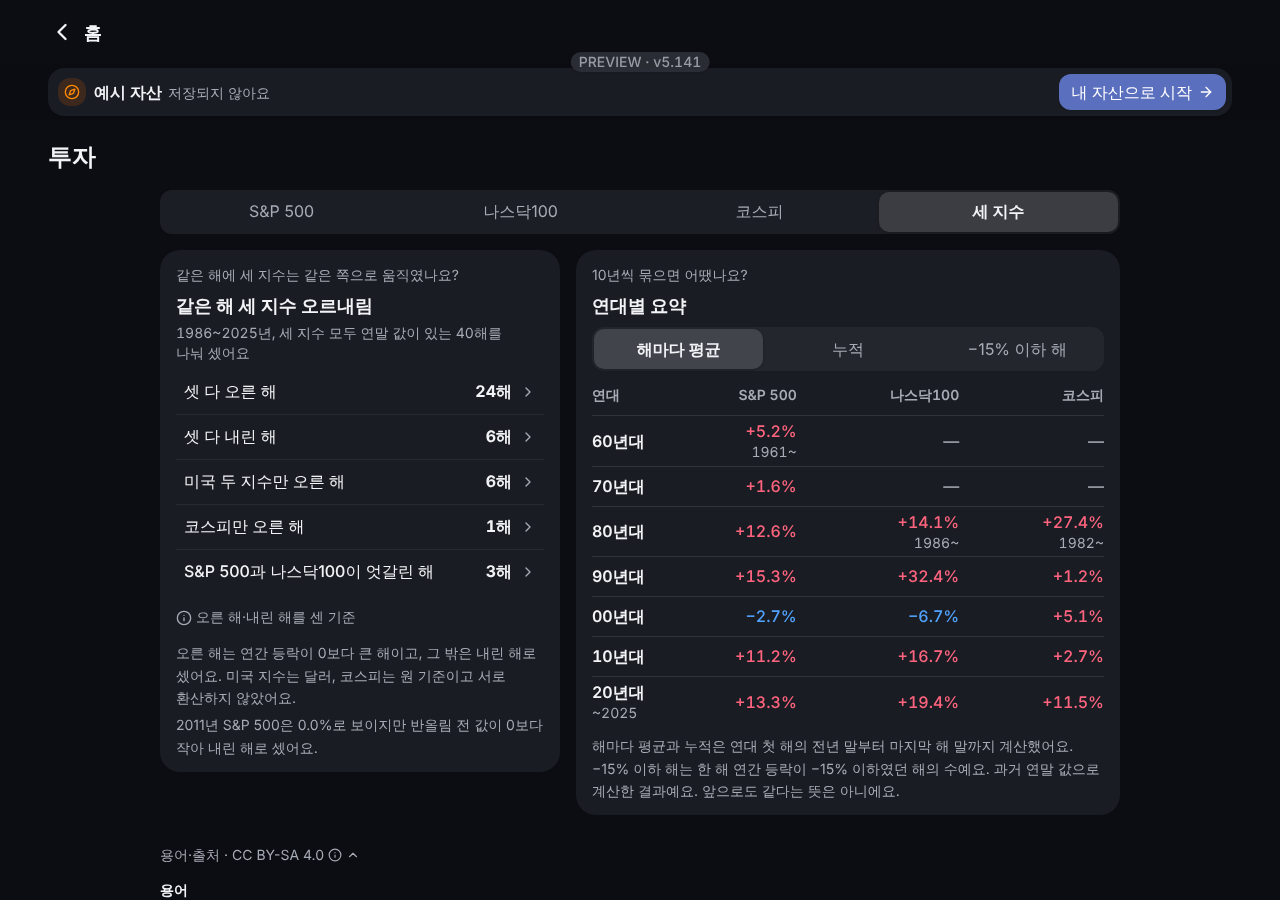 홈
PREVIEW · v5.141
예시 자산 저장되지 않아요
내 자산으로 시작 →
투자
S&P 500 나스닥100 코스피 세 지수
같은 해에 세 지수는 같은 쪽으로 움직였나요?
같은 해 세 지수 오르내림
1986~2025년, 세 지수 모두 연말 값이 있는 40해를
나눠 셌어요
셋 다 오른 해 24해
셋 다 내린 해 6해
미국 두 지수만 오른 해 6해
코스피만 오른 해 1해
S&P 500과 나스닥100이 엇갈린 해 3해
오른 해·내린 해를 센 기준
오른 해는 연간 등락이 0보다 큰 해이고, 그 밖은 내린 해로
셌어요. 미국 지수는 달러, 코스피는 원 기준이고 서로
환산하지 않았어요.
2011년 S&P 500은 0.0%로 보이지만 반올림 전 값이 0보다
작아 내린 해로 셌어요.
10년씩 묶으면 어땠나요?
연대별 요약
해마다 평균 누적 −15% 이하 해
연대 S&P 500 나스닥100 코스피
60년대 +5.2% — —
1961~
70년대 +1.6% — —
80년대 +12.6% +14.1% +27.4%
1986~ 1982~
90년대 +15.3% +32.4% +1.2%
00년대 −2.7% −6.7% +5.1%
10년대 +11.2% +16.7% +2.7%
20년대 +13.3% +19.4% +11.5%
~2025
해마다 평균과 누적은 연대 첫 해의 전년 말부터 마지막 해 말까지 계산했어요.
−15% 이하 해는 한 해 연간 등락이 −15% 이하였던 해의 수예요. 과거 연말 값으로
계산한 결과예요. 앞으로도 같다는 뜻은 아니에요.
용어·출처 · CC BY-SA 4.0
용어